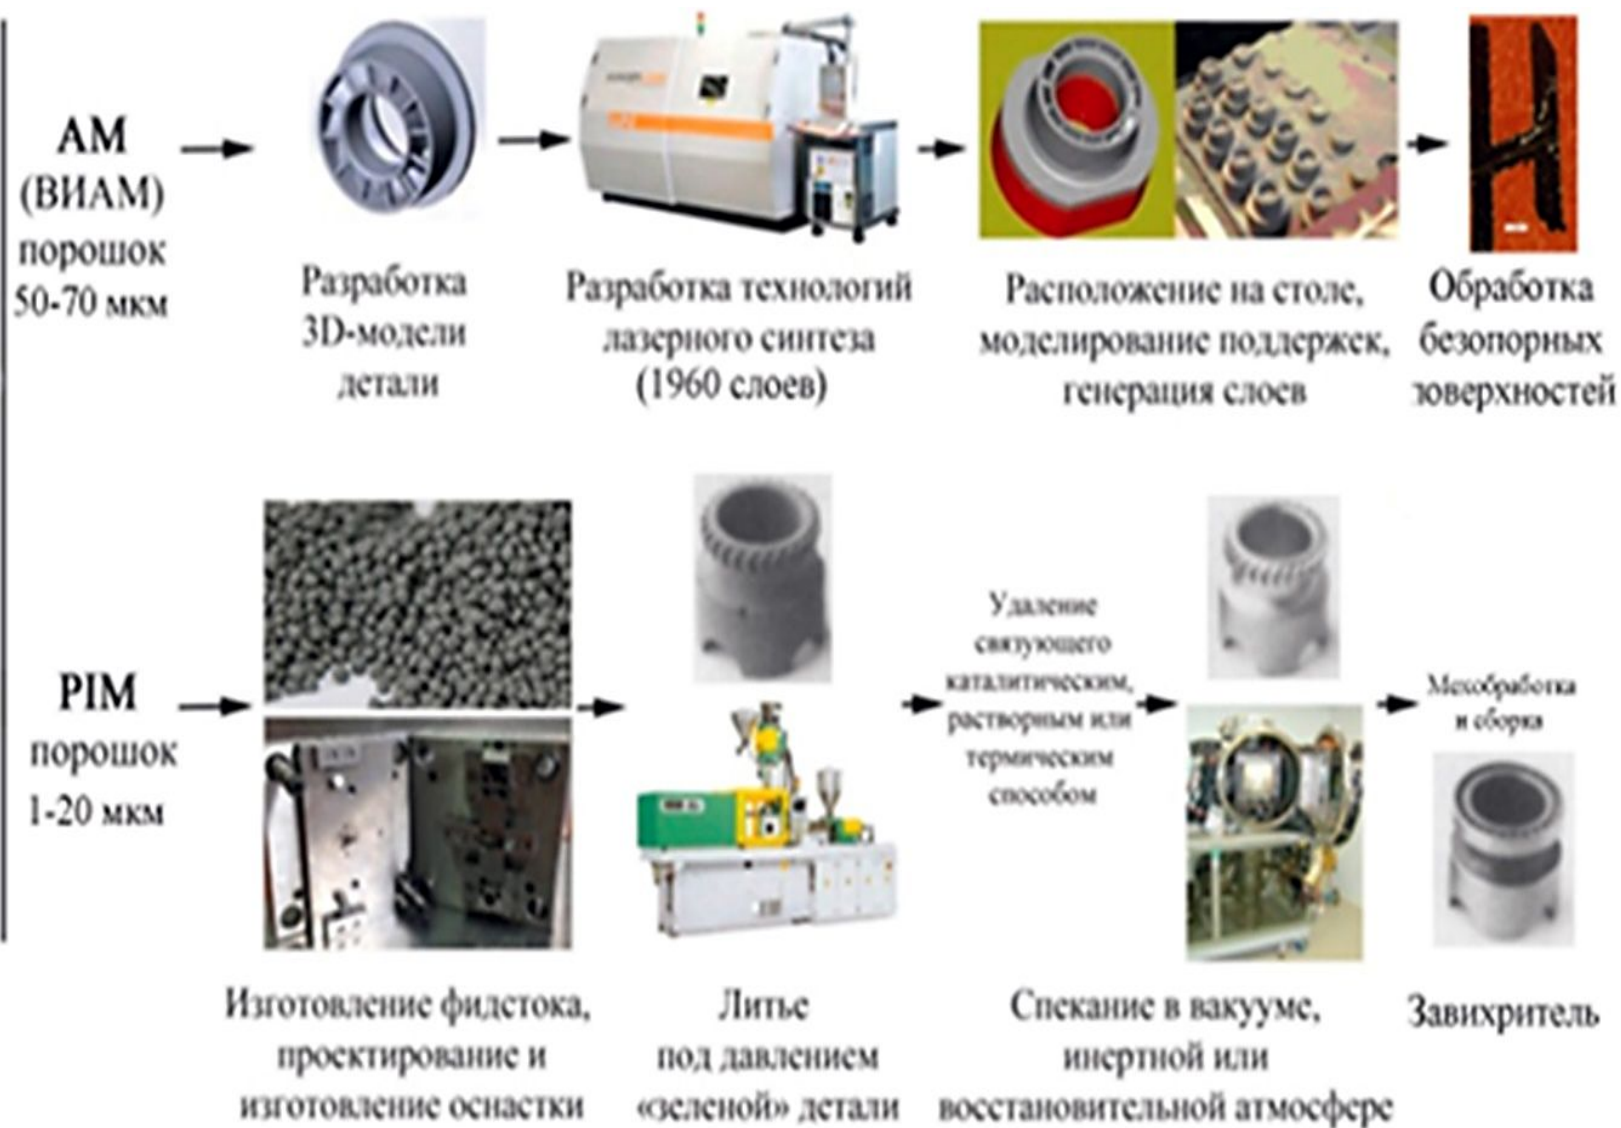 АМ
(ВИАМ)
порошок
50-70 мкм
Разработка
3D-модели
детали
Разработка технологий
лазерного синтеза
(1960 слоев)
Расположение на столе,
моделирование поддержек,
генерация слоев
Обработка
безопорных
поверхностей
PIM
порошок
1-20 мкм
Изготовление фидстока,
проектирование и
изготовление оснастки
Литье
под давлением
«зеленой» детали
Удаление
связующего
каталитическим,
растворным или
термическим
способом
Спекание в вакууме,
инертной или
восстановительной атмосфере
Мехобработка
и сборка
Завихритель